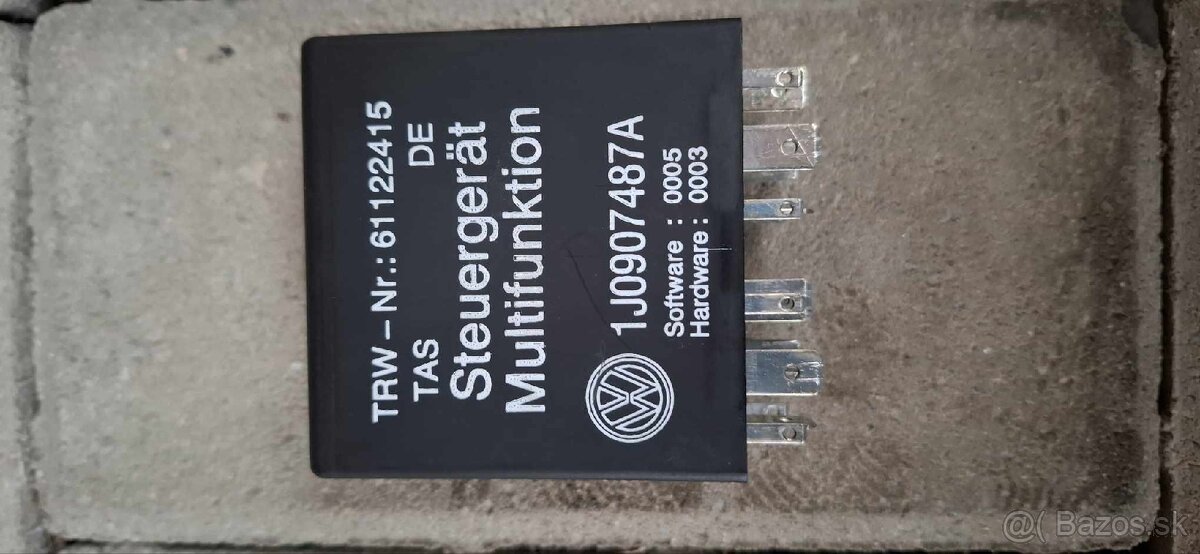 TRW-Nr.: 61122415
TAS DE
Steuergerät
Multifunktion
1J0907487A
Software : 0005
Hardware : 0003
@( Bazos.sk